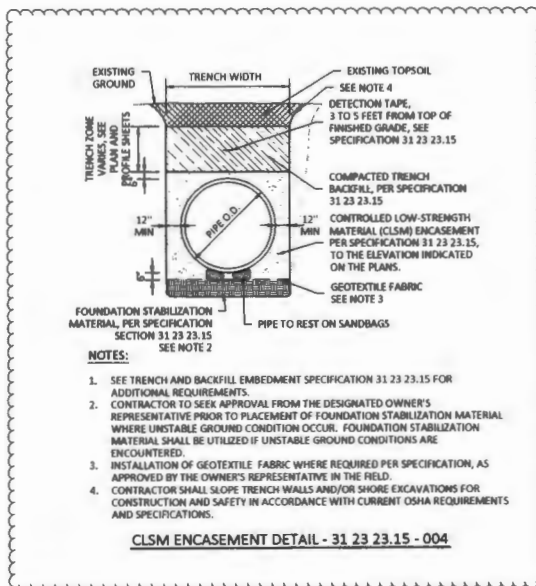 EXISTING
GROUND
TRENCH WIDTH
EXISTING TOPSOIL
SEE NOTE 4
DETECTION TAPE,
3 TO 5 FEET FROM TOP OF
FINISHED GRADE, SEE
SPECIFICATION 31 23 23.15
TRENCH ZONE
VARIES, SEE
PLAN AND
PROFILE SHEETS
6"
COMPACTED TRENCH
BACKFILL, PER SPECIFICATION
31 23 23.15
12"
MIN
PIPE O.D.
12"
MIN
CONTROLLED LOW-STRENGTH
MATERIAL (CLSM) ENCASEMENT
PER SPECIFICATION 31 23 23.15,
TO THE ELEVATION INDICATED
ON THE PLANS.
6"
GEOTEXTILE FABRIC
SEE NOTE 3
FOUNDATION STABILIZATION
MATERIAL, PER SPECIFICATION
SECTION 31 23 23.15
SEE NOTE 2
PIPE TO REST ON SANDBAGS
NOTES:
1. SEE TRENCH AND BACKFILL EMBEDMENT SPECIFICATION 31 23 23.15 FOR
ADDITIONAL REQUIREMENTS.
2. CONTRACTOR TO SEEK APPROVAL FROM THE DESIGNATED OWNER'S
REPRESENTATIVE PRIOR TO PLACEMENT OF FOUNDATION STABILIZATION MATERIAL
WHERE UNSTABLE GROUND CONDITION OCCUR. FOUNDATION STABILIZATION
MATERIAL SHALL BE UTILIZED IF UNSTABLE GROUND CONDITIONS ARE
ENCOUNTERED.
3. INSTALLATION OF GEOTEXTILE FABRIC WHERE REQUIRED PER SPECIFICATION, AS
APPROVED BY THE OWNER'S REPRESENTATIVE IN THE FIELD.
4. CONTRACTOR SHALL SLOPE TRENCH WALLS AND/OR SHORE EXCAVATIONS FOR
CONSTRUCTION AND SAFETY IN ACCORDANCE WITH CURRENT OSHA REQUIREMENTS
AND SPECIFICATIONS.
CLSM ENCASEMENT DETAIL - 31 23 23.15 - 004